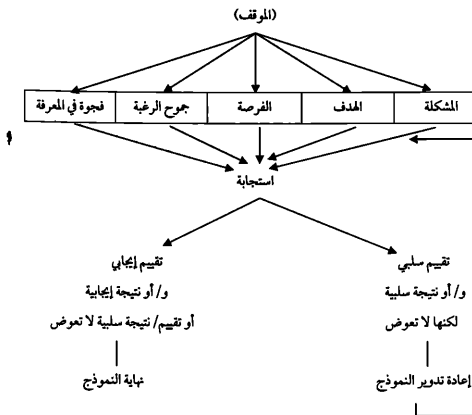 (الموقف)
المشكلة
الهدف
الفرصة
جموح الرغبة
فجوة في المعرفة
استجابة
تقييم سلبي
و/ أو نتيجة سلبية
لكنها لا تعوض
إعادة تدوير النموذج
تقييم إيجابي
و/ أو نتيجة إيجابية
أو تقييم/ نتيجة سلبية لا تعوض
نهاية النموذج